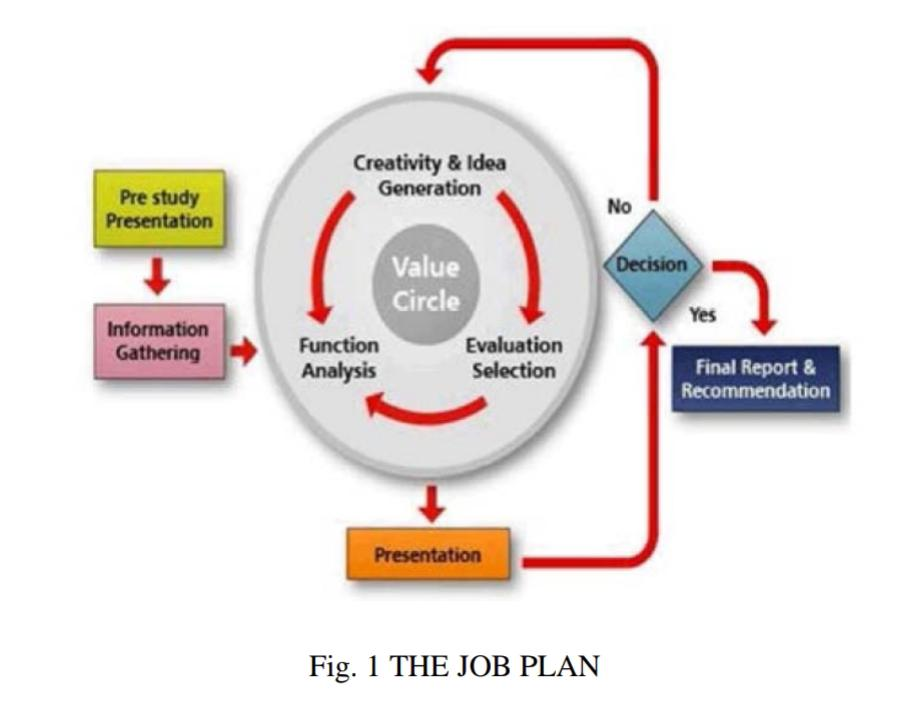 Pre study
Presentation
Information
Gathering
Creativity & Idea
Generation
Value
Circle
Function
Analysis
Evaluation
Selection
Presentation
No
Decision
Yes
Final Report &
Recommendation
Fig. 1 THE JOB PLAN